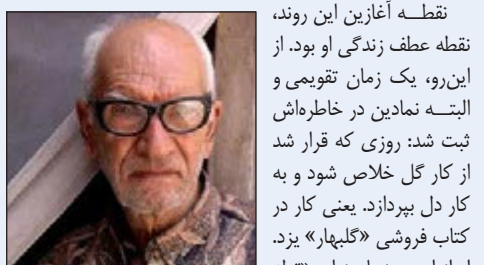 نقطــه آغازین این روند،
نقطه عطف زندگی او بود. از
این‌رو، یک زمان تقویمی و
البتــه نمادین در خاطره‌اش
ثبت شد: روزی که قرار شد
از کار گل خلاص شود و به
کار دل بپردازد. یعنی کار در
کتاب فروشی «گلبهار» یزد.